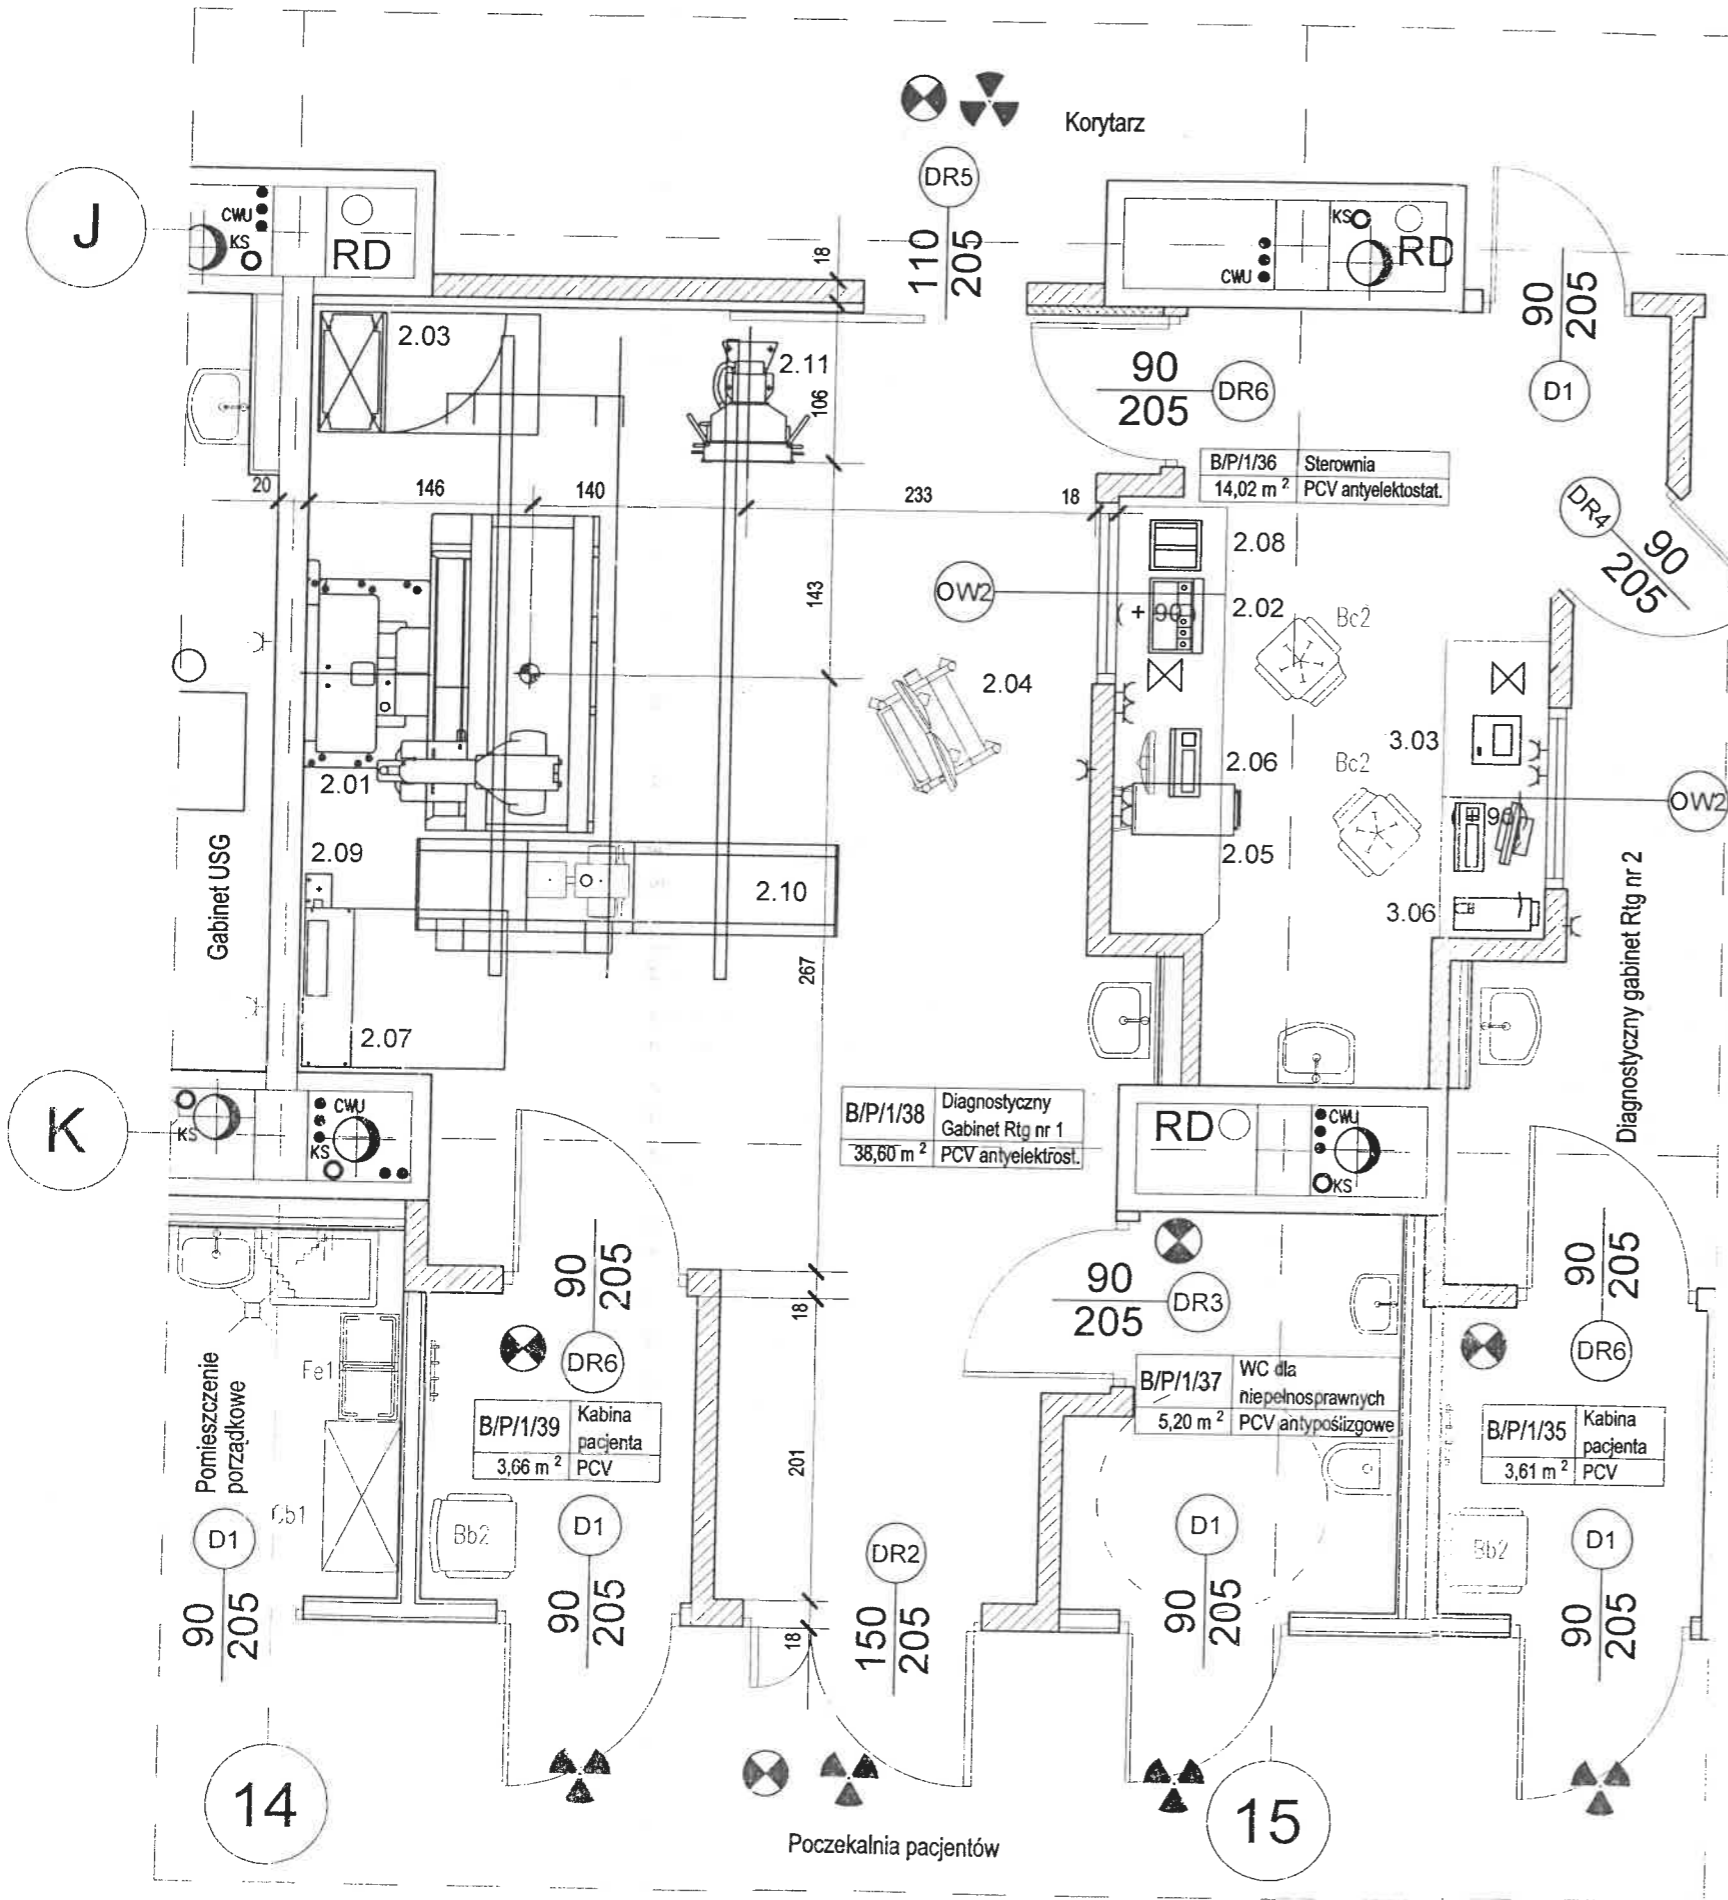 Korytarz
DR5
110
205
J
CWU
KS
RD
18
KS
CWU
RD
90
205
D1
2.03
2.11
106
90
205
DR6
B/P/1/36 Sterownia
14,02 m² PCV antyelektostat.
20
146
140
233
18
DR4
90
205
2.08
OW2
2.02
( + 90
Bc2
143
2.04
2.01
2.06
Bc2
3.03
OW2
2.05
90
2.09
2.10
3.06
Gabinet USG
267
2.07
Diagnostyczny gabinet Rtg nr 2
K
KS
CWU
KS
B/P/1/38 Diagnostyczny
Gabinet Rtg nr 1
38,60 m² PCV antyelektrost.
RD
CWU
KS
90
205
DR6
18
90
205
DR3
90
205
DR6
Pomieszczenie
porządkowe
Fe1
B/P/1/39 Kabina
pacjenta
3,66 m² PCV
B/P/1/37 WC dla
niepełnosprawnych
5,20 m² PCV antypoślizgowe
B/P/1/35 Kabina
pacjenta
3,61 m² PCV
201
Cb1
D1
90
205
Bb2
D1
90
205
18
DR2
150
205
D1
90
205
Bb2
D1
90
205
14
15
Poczekalnia pacjentów